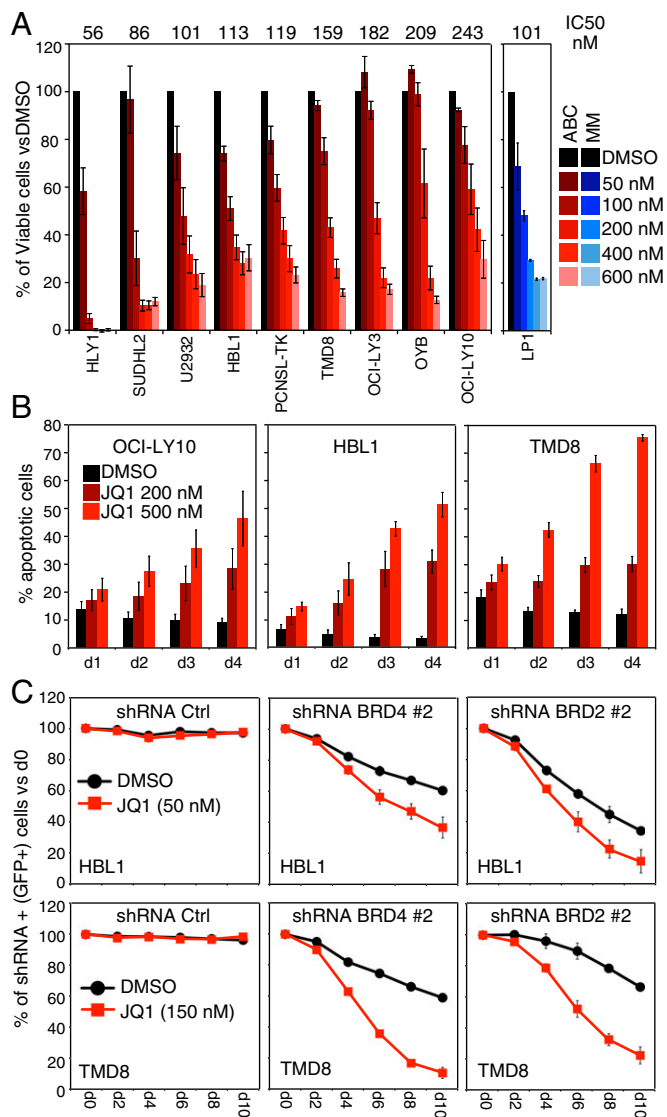 A
56 86 101 113 119 159 182 209 243 101 IC50 nM
% of Viable cells vsDMSO
120
100
80
60
40
20
0
HLY1
SUDHL2
U2932
HBL1
PCNSL-TK
TMD8
OCI-LY3
OYB
OCI-LY10
LP1
ABC
MM
DMSO
50 nM
100 nM
200 nM
400 nM
600 nM
B
% apoptotic cells
80
70
60
50
40
30
20
10
0
OCI-LY10
DMSO
JQ1 200 nM
JQ1 500 nM
d1 d2 d3 d4
HBL1
d1 d2 d3 d4
TMD8
d1 d2 d3 d4
C
% of shRNA + (GFP+) cells vs d0
120
100
80
60
40
20
0
shRNA Ctrl
DMSO
JQ1 (50 nM)
HBL1
shRNA BRD4 #2
HBL1
shRNA BRD2 #2
HBL1
120
100
80
60
40
20
0
shRNA Ctrl
DMSO
JQ1 (150 nM)
TMD8
shRNA BRD4 #2
TMD8
shRNA BRD2 #2
TMD8
d0 d2 d4 d6 d8 d10
d0 d2 d4 d6 d8 d10
d0 d2 d4 d6 d8 d10